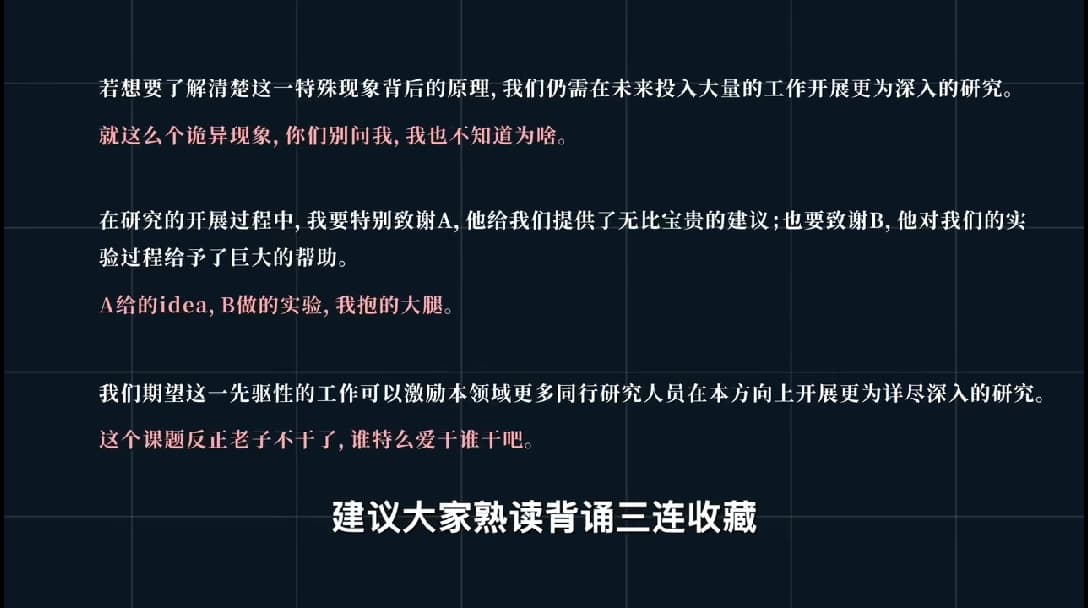 若想要了解清楚这一特殊现象背后的原理,我们仍需在未来投入大量的工作开展更为深入的研究。
就这么个诡异现象,你们别问我,我也不知道为啥。
在研究的开展过程中,我要特别致谢A,他给我们提供了无比宝贵的建议;也要致谢B,他对我们的实
验过程给予了巨大的帮助。
A给的idea,B做的实验,我抱的大腿。
我们期望这一先驱性的工作可以激励本领域更多同行研究人员在本方向上开展更为详尽深入的研究。
这个课题反正老子不干了,谁特么爱干谁干吧。
建议大家熟读背诵三连收藏